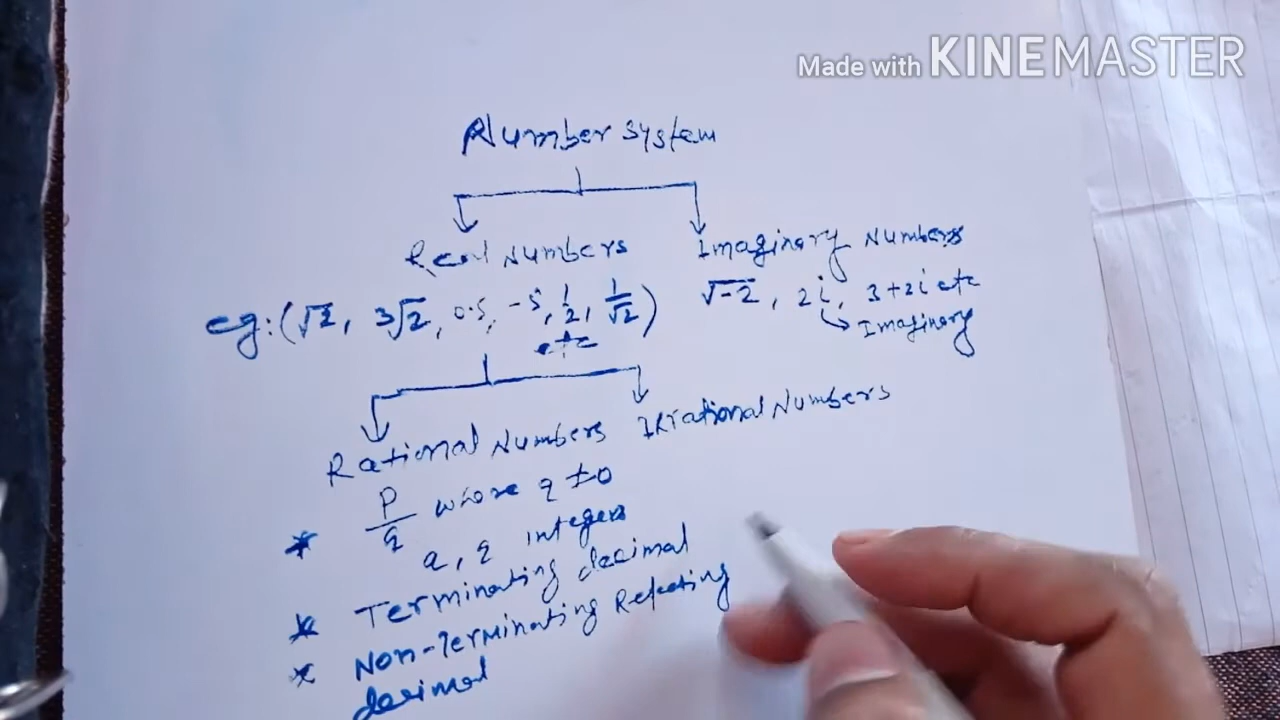 Made with KINEMASTER
Number system
Real Numbers
Imaginary Numbers
eg: (√2, 3√2, 0.5, -5, 1/2, 1/√2) etc
√-2, 2i, 3+2i etc
Imaginary
Rational Numbers
Irrational Numbers
* P/q where q ≠ 0
a, q integers
* Terminating decimal
* Non-Terminating Repeating
decimal